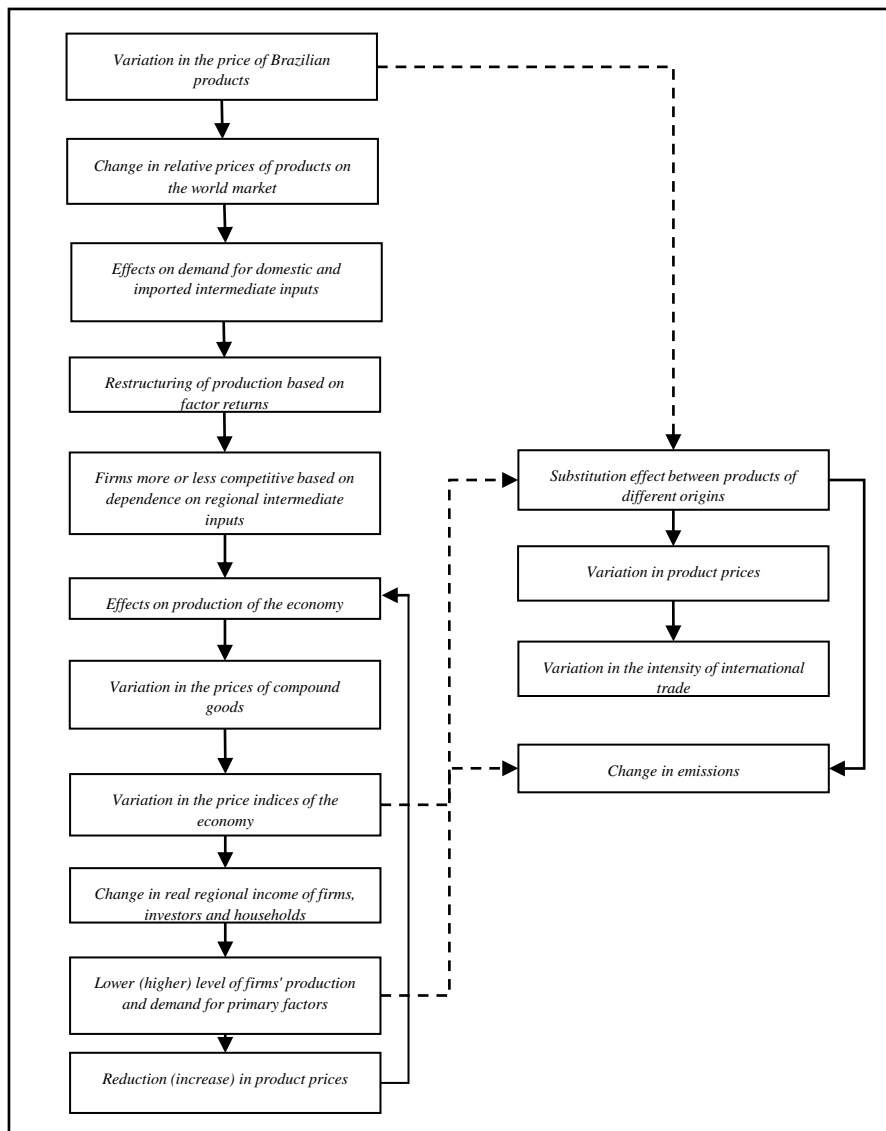 Variation in the price of Brazilian
products
Change in relative prices of products on
the world market
Effects on demand for domestic and
imported intermediate inputs
Restructuring of production based on
factor returns
Firms more or less competitive based on
dependence on regional intermediate
inputs
Effects on production of the economy
Variation in the prices of compound
goods
Variation in the price indices of the
economy
Change in real regional income of firms,
investors and households
Lower (higher) level of firms' production
and demand for primary factors
Reduction (increase) in product prices
Substitution effect between products of
different origins
Variation in product prices
Variation in the intensity of international
trade
Change in emissions